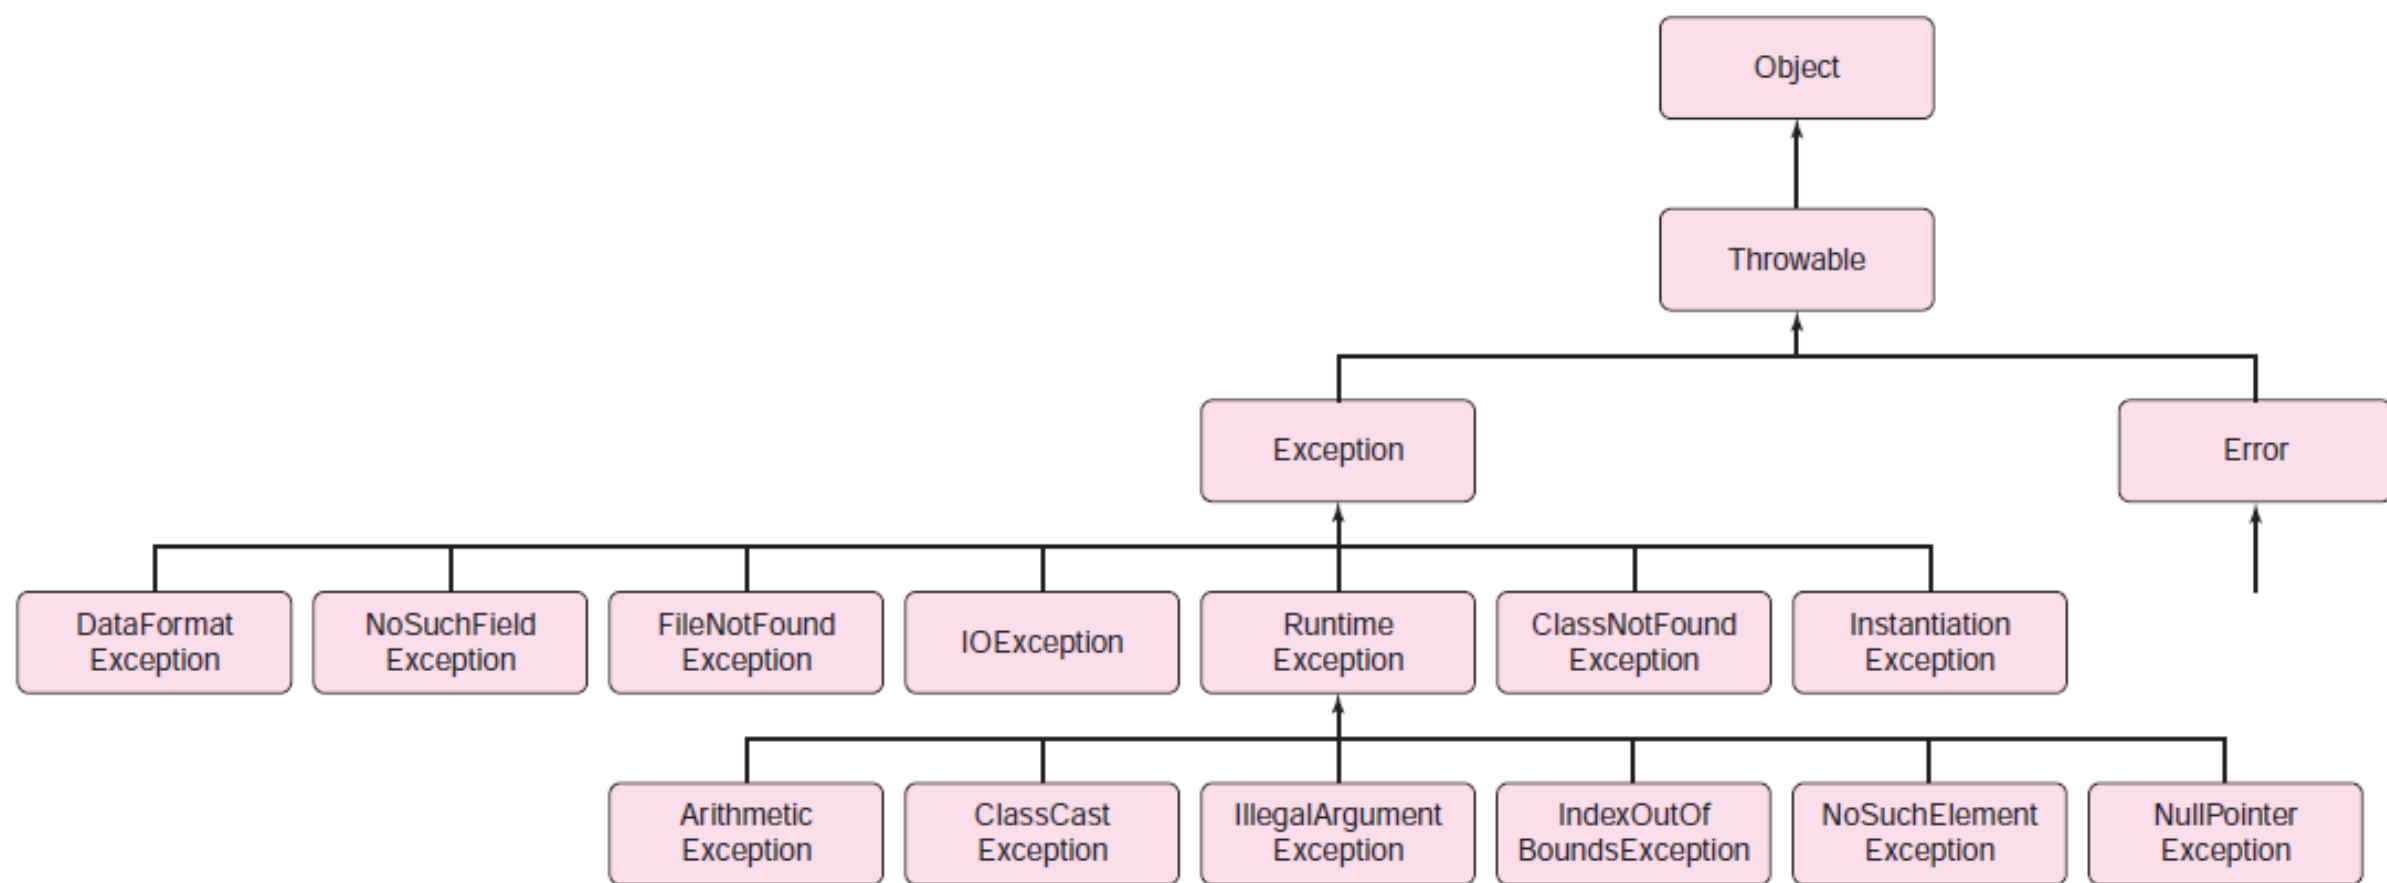 Object
Throwable
Exception
Error
DataFormat
Exception
NoSuchField
Exception
FileNotFound
Exception
IOException
Runtime
Exception
ClassNotFound
Exception
Instantiation
Exception
Arithmetic
Exception
ClassCast
Exception
IllegalArgument
Exception
IndexOutOf
BoundsException
NoSuchElement
Exception
NullPointer
Exception